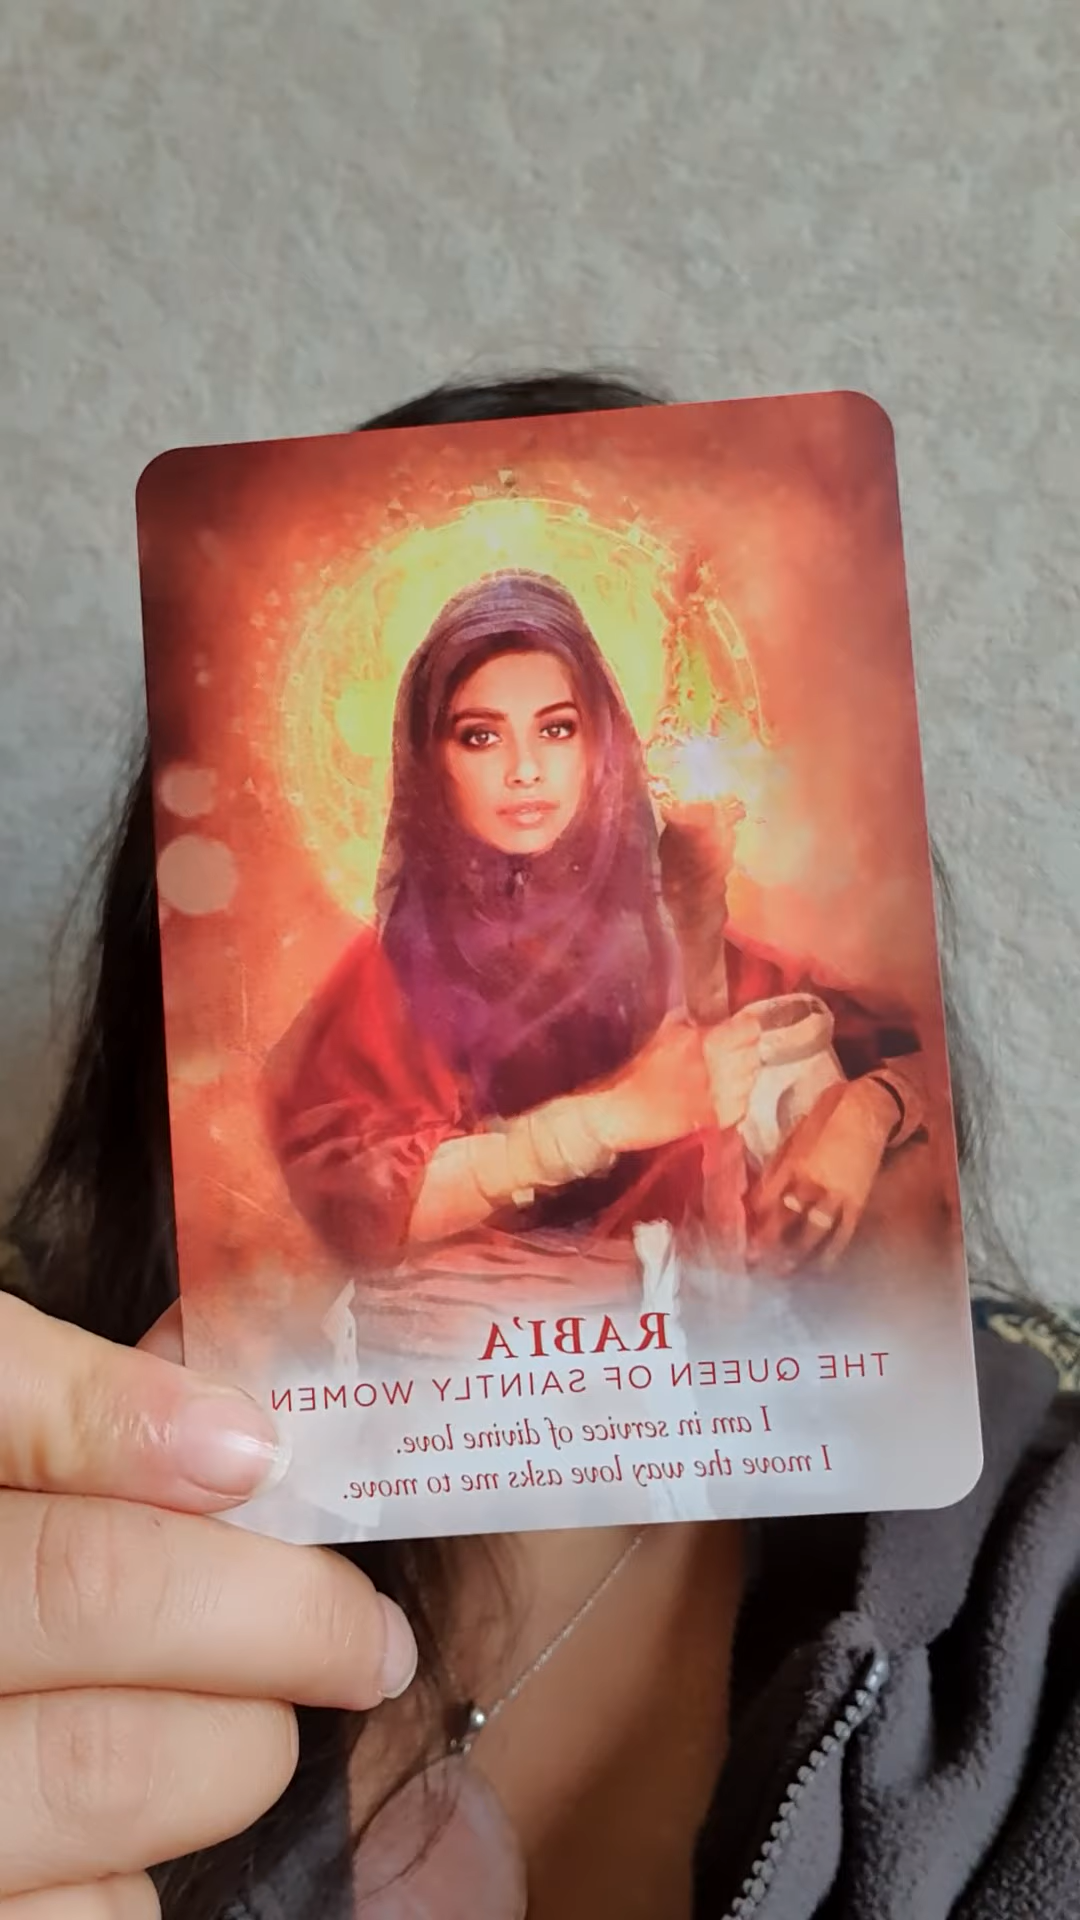 RABI'A
THE QUEEN OF SAINTLY WOMEN
I am in service of divine love.
I move the way love asks me to move.